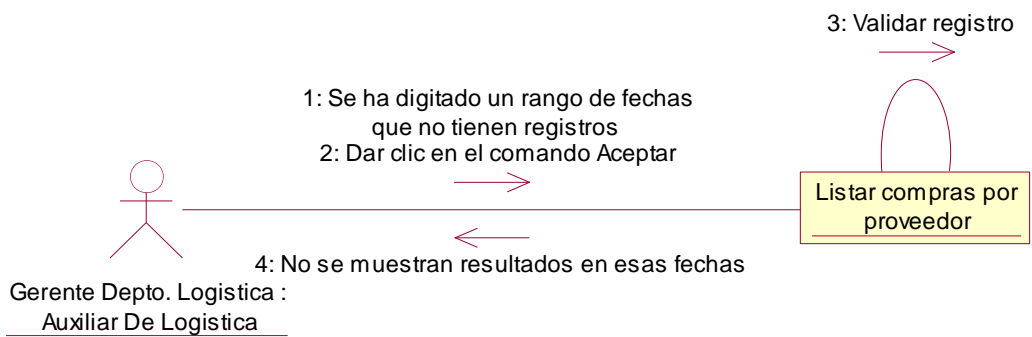 3: Validar registro
1: Se ha digitado un rango de fechas
que no tienen registros
2: Dar clic en el comando Aceptar
Listar compras por
proveedor
4: No se muestran resultados en esas fechas
Gerente Depto. Logistica :
Auxiliar De Logistica